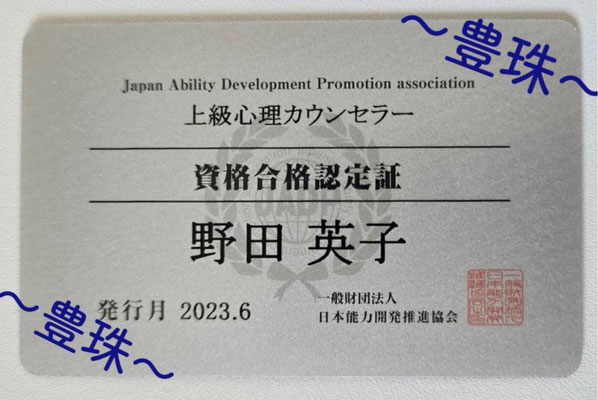 ～豊珠～
Japan Ability Development Promotion association
上級心理カウンセラー
資格合格認定証
野田 英子
発行月 2023.6
一般財団法人
日本能力開発推進協会
～豊珠～